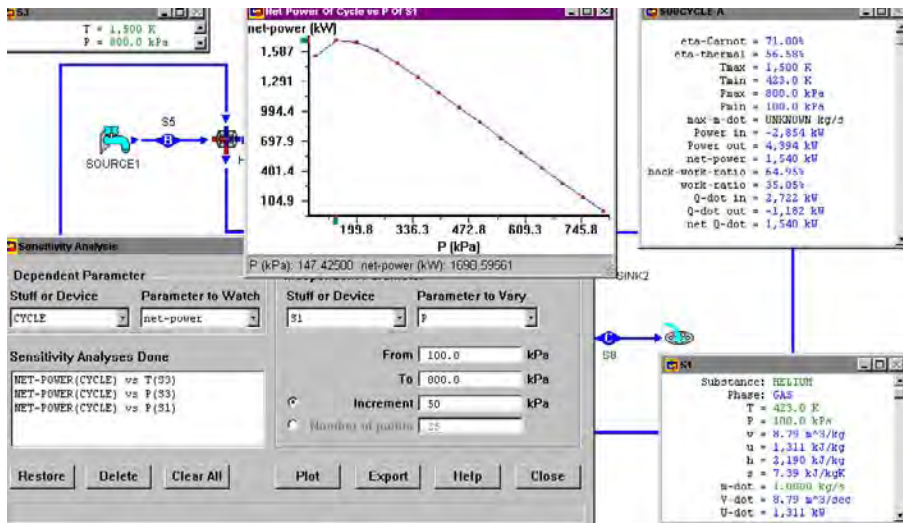 S3
T = 1,500 K
P = 800.0 kPa
Net Power Of Cycle vs P Of S1
net-power (kW)
1,587
1,291
994.4
697.9
401.4
104.9
199.8 336.3 472.8 609.3 745.8
P (kPa)
P (kPa): 147.42500 net-power (kW): 1690.59561
S5
SOURCE1
H
eta-Carnot = 71.80%
eta-thermal = 56.58%
Tmax = 1,500 K
Tmin = 423.0 K
Pmax = 800.0 kPa
Pmin = 100.0 kPa
max-m-dot = UNKNOWN kg/s
Power in = -2,854 kW
Power out = 4,394 kW
net-power = 1,540 kW
back-work-ratio = 64.95%
work-ratio = 35.05%
Q-dot in = 2,722 kW
Q-dot out = -1,182 kW
net Q-dot = 1,540 kW
Sensitivity Analysis
Dependent Parameter
Stuff or Device Parameter to Watch
CYCLE net-power
Sensitivity Analyses Done
NET-POWER(CYCLE) vs T(S3)
NET-POWER(CYCLE) vs P(S3)
NET-POWER(CYCLE) vs P(S1)
Independent Parameter
Stuff or Device Parameter to Vary
S1 P
From 100.0 kPa
To 800.0 kPa
Increment 50 kPa
Number of points 25
Restore Delete Clear All Plot Export Help Close
SINK2
S8
S1
Substance: HELIUM
Phase: GAS
T = 423.0 K
P = 100.0 kPa
v = 8.79 m^3/kg
u = 1,311 kJ/kg
h = 2,190 kJ/kg
s = 7.39 kJ/kgK
m-dot = 1.0000 kg/s
V-dot = 8.79 m^3/sec
U-dot = 1,311 kW